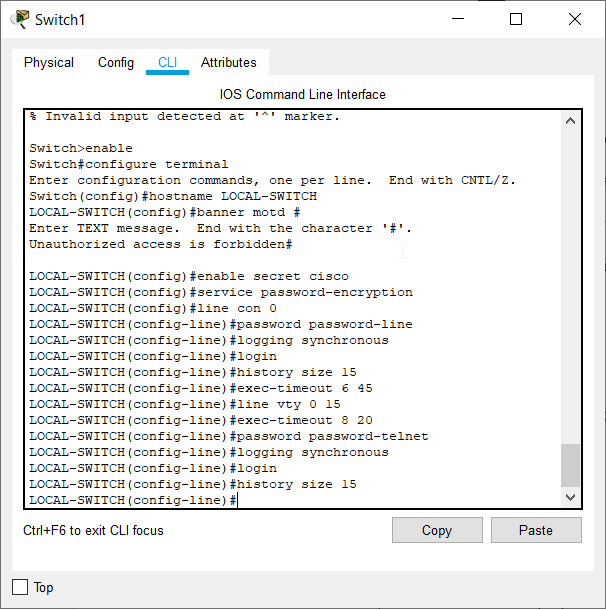 Switch1
Physical Config CLI Attributes
IOS Command Line Interface
% Invalid input detected at '^' marker.
Switch>enable
Switch#configure terminal
Enter configuration commands, one per line.  End with CNTL/Z.
Switch(config)#hostname LOCAL-SWITCH
LOCAL-SWITCH(config)#banner motd #
Enter TEXT message.  End with the character '#'.
Unauthorized access is forbidden#
LOCAL-SWITCH(config)#enable secret cisco
LOCAL-SWITCH(config)#service password-encryption
LOCAL-SWITCH(config)#line con 0
LOCAL-SWITCH(config-line)#password password-line
LOCAL-SWITCH(config-line)#logging synchronous
LOCAL-SWITCH(config-line)#login
LOCAL-SWITCH(config-line)#history size 15
LOCAL-SWITCH(config-line)#exec-timeout 6 45
LOCAL-SWITCH(config-line)#line vty 0 15
LOCAL-SWITCH(config-line)#exec-timeout 8 20
LOCAL-SWITCH(config-line)#password password-telnet
LOCAL-SWITCH(config-line)#logging synchronous
LOCAL-SWITCH(config-line)#login
LOCAL-SWITCH(config-line)#history size 15
LOCAL-SWITCH(config-line)#
Ctrl+F6 to exit CLI focus Copy Paste
Top